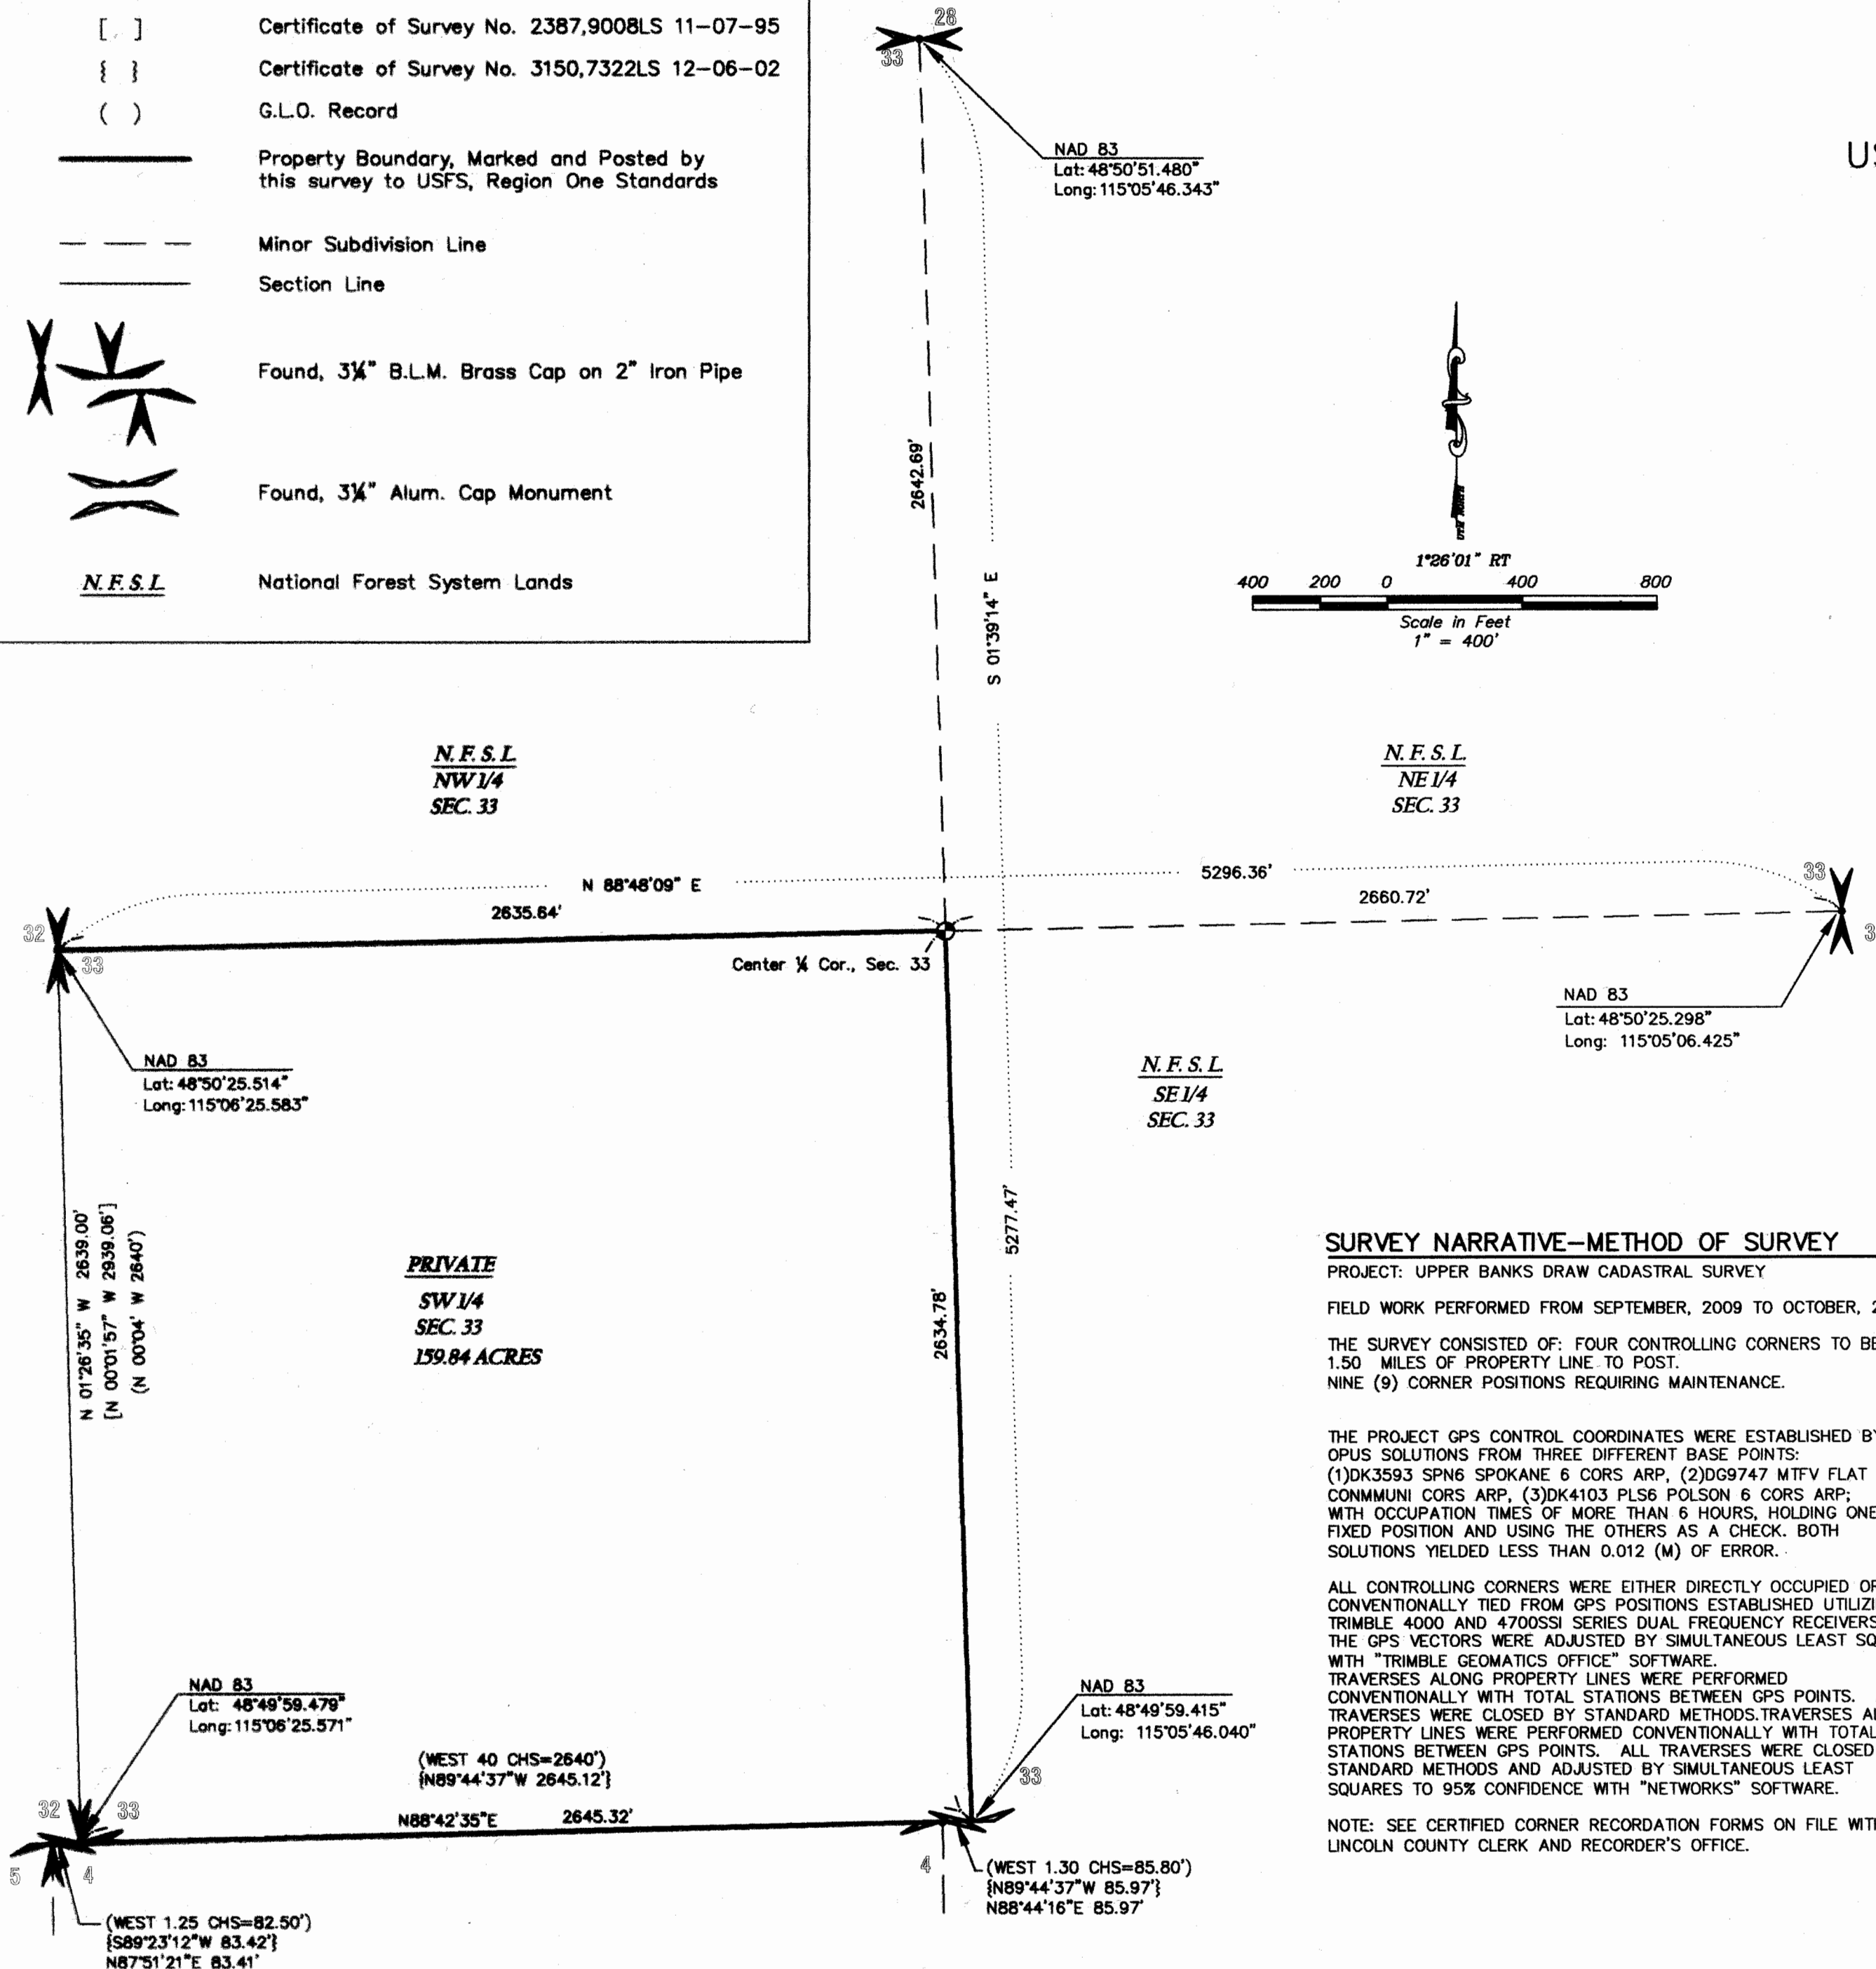 [ ] Certificate of Survey No. 2387,9008LS 11-07-95
{ } Certificate of Survey No. 3150,7322LS 12-06-02
( ) G.L.O. Record
Property Boundary, Marked and Posted by
this survey to USFS, Region One Standards
Minor Subdivision Line
Section Line
Found, 3¼" B.L.M. Brass Cap on 2" Iron Pipe
Found, 3¼" Alum. Cap Monument
N.F.S.L. National Forest System Lands
28
33
NAD 83
Lat: 48°50'51.480"
Long: 115°05'46.343"
2642.69'
S 01°39'14" E
1°26'01" RT
400 200 0 400 800
Scale in Feet
1" = 400'
N.F.S.L.
NW 1/4
SEC. 33
N.F.S.L.
NE 1/4
SEC. 33
N 88°48'09" E
5296.36'
2635.64'
2660.72'
32
33
33
Center ¼ Cor., Sec. 33
NAD 83
Lat: 48°50'25.514"
Long: 115°06'25.583"
NAD 83
Lat: 48°50'25.298"
Long: 115°05'06.425"
N.F.S.L.
SE 1/4
SEC. 33
N 01°26'35" W 2639.00'
[N 00°01'57" W 2939.06']
(N 00°04' W 2640')
PRIVATE
SW 1/4
SEC. 33
159.84 ACRES
2634.78'
5277.47'
NAD 83
Lat: 48°49'59.479"
Long: 115°06'25.571"
NAD 83
Lat: 48°49'59.415"
Long: 115°05'46.040"
(WEST 40 CHS=2640')
{N89°44'37"W 2645.12'}
N88°42'35"E 2645.32'
32 33
33
5 4
4
(WEST 1.30 CHS=85.80')
{N89°44'37"W 85.97'}
N88°44'16"E 85.97'
(WEST 1.25 CHS=82.50')
{S89°23'12"W 83.42'}
N87°51'21"E 83.41'
SURVEY NARRATIVE-METHOD OF SURVEY
PROJECT: UPPER BANKS DRAW CADASTRAL SURVEY
FIELD WORK PERFORMED FROM SEPTEMBER, 2009 TO OCTOBER,
THE SURVEY CONSISTED OF: FOUR CONTROLLING CORNERS TO BE
1.50 MILES OF PROPERTY LINE TO POST.
NINE (9) CORNER POSITIONS REQUIRING MAINTENANCE.
THE PROJECT GPS CONTROL COORDINATES WERE ESTABLISHED BY
OPUS SOLUTIONS FROM THREE DIFFERENT BASE POINTS:
(1)DK3593 SPN6 SPOKANE 6 CORS ARP, (2)DG9747 MTFV FLAT
CONMMUNI CORS ARP, (3)DK4103 PLS6 POLSON 6 CORS ARP;
WITH OCCUPATION TIMES OF MORE THAN 6 HOURS, HOLDING ONE
FIXED POSITION AND USING THE OTHERS AS A CHECK. BOTH
SOLUTIONS YIELDED LESS THAN 0.012 (M) OF ERROR.
ALL CONTROLLING CORNERS WERE EITHER DIRECTLY OCCUPIED OR
CONVENTIONALLY TIED FROM GPS POSITIONS ESTABLISHED UTILIZI
TRIMBLE 4000 AND 4700SSI SERIES DUAL FREQUENCY RECEIVERS
THE GPS VECTORS WERE ADJUSTED BY SIMULTANEOUS LEAST SQ
WITH "TRIMBLE GEOMATICS OFFICE" SOFTWARE.
TRAVERSES ALONG PROPERTY LINES WERE PERFORMED
CONVENTIONALLY WITH TOTAL STATIONS BETWEEN GPS POINTS.
TRAVERSES WERE CLOSED BY STANDARD METHODS.TRAVERSES AL
PROPERTY LINES WERE PERFORMED CONVENTIONALLY WITH TOTAL
STATIONS BETWEEN GPS POINTS. ALL TRAVERSES WERE CLOSED
STANDARD METHODS AND ADJUSTED BY SIMULTANEOUS LEAST
SQUARES TO 95% CONFIDENCE WITH "NETWORKS" SOFTWARE.
NOTE: SEE CERTIFIED CORNER RECORDATION FORMS ON FILE WITH
LINCOLN COUNTY CLERK AND RECORDER'S OFFICE.